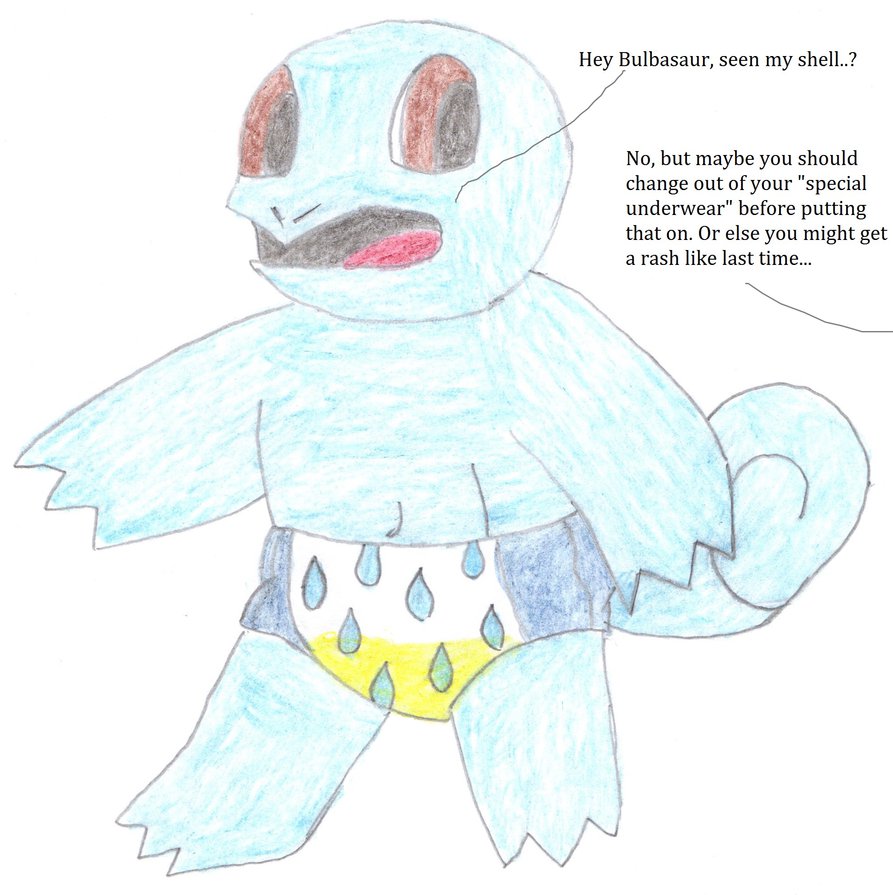 Hey Bulbasaur, seen my shell..?
No, but maybe you should
change out of your "special
underwear" before putting
that on. Or else you might get
a rash like last time...